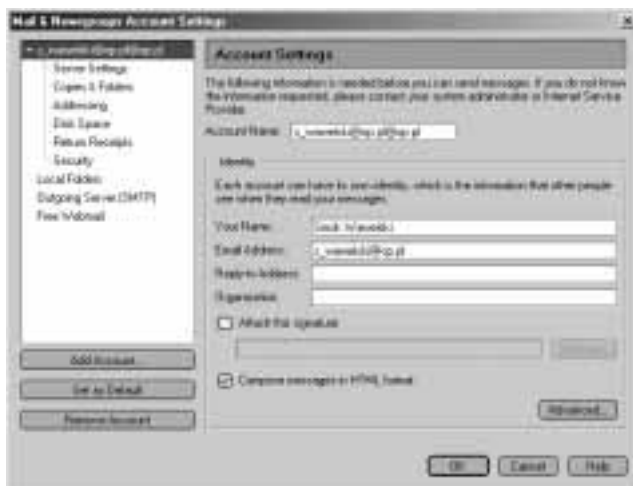 Mail & Newsgroups Account Settings
Server Settings
Copies & Folders
Addressing
Disk Space
Return Receipts
Security
Local Folders
Outgoing Server (SMTP)
Free Webmail
Add Account...
Set as Default
Remove Account
Account Settings
The following information is needed before you can send messages. If you do not know
the information requested, please contact your system administrator or Internet Service
Provider.
Account Name:
Identity
Each account can have its own identity, which is the information that other people
see when they read your messages.
Your Name:
Email Address:
Reply-to Address:
Organization:
Attach this signature:
Compose messages in HTML format
Advanced...
OK
Cancel
Help